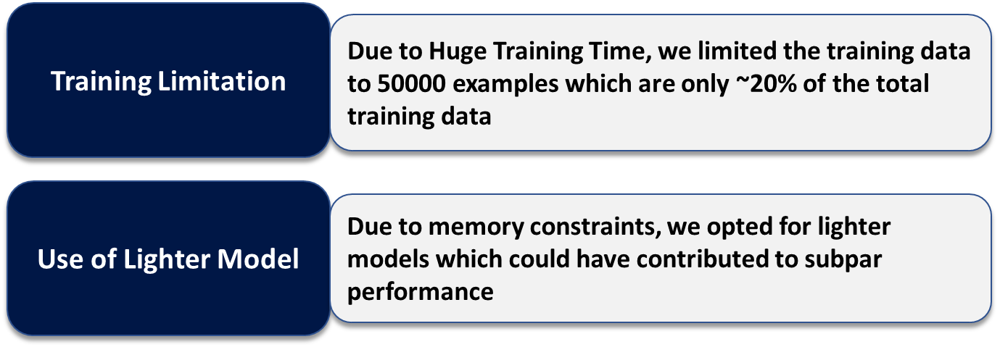 Training Limitation
Due to Huge Training Time, we limited the training data
to 50000 examples which are only ~20% of the total
training data
Use of Lighter Model
Due to memory constraints, we opted for lighter
models which could have contributed to subpar
performance